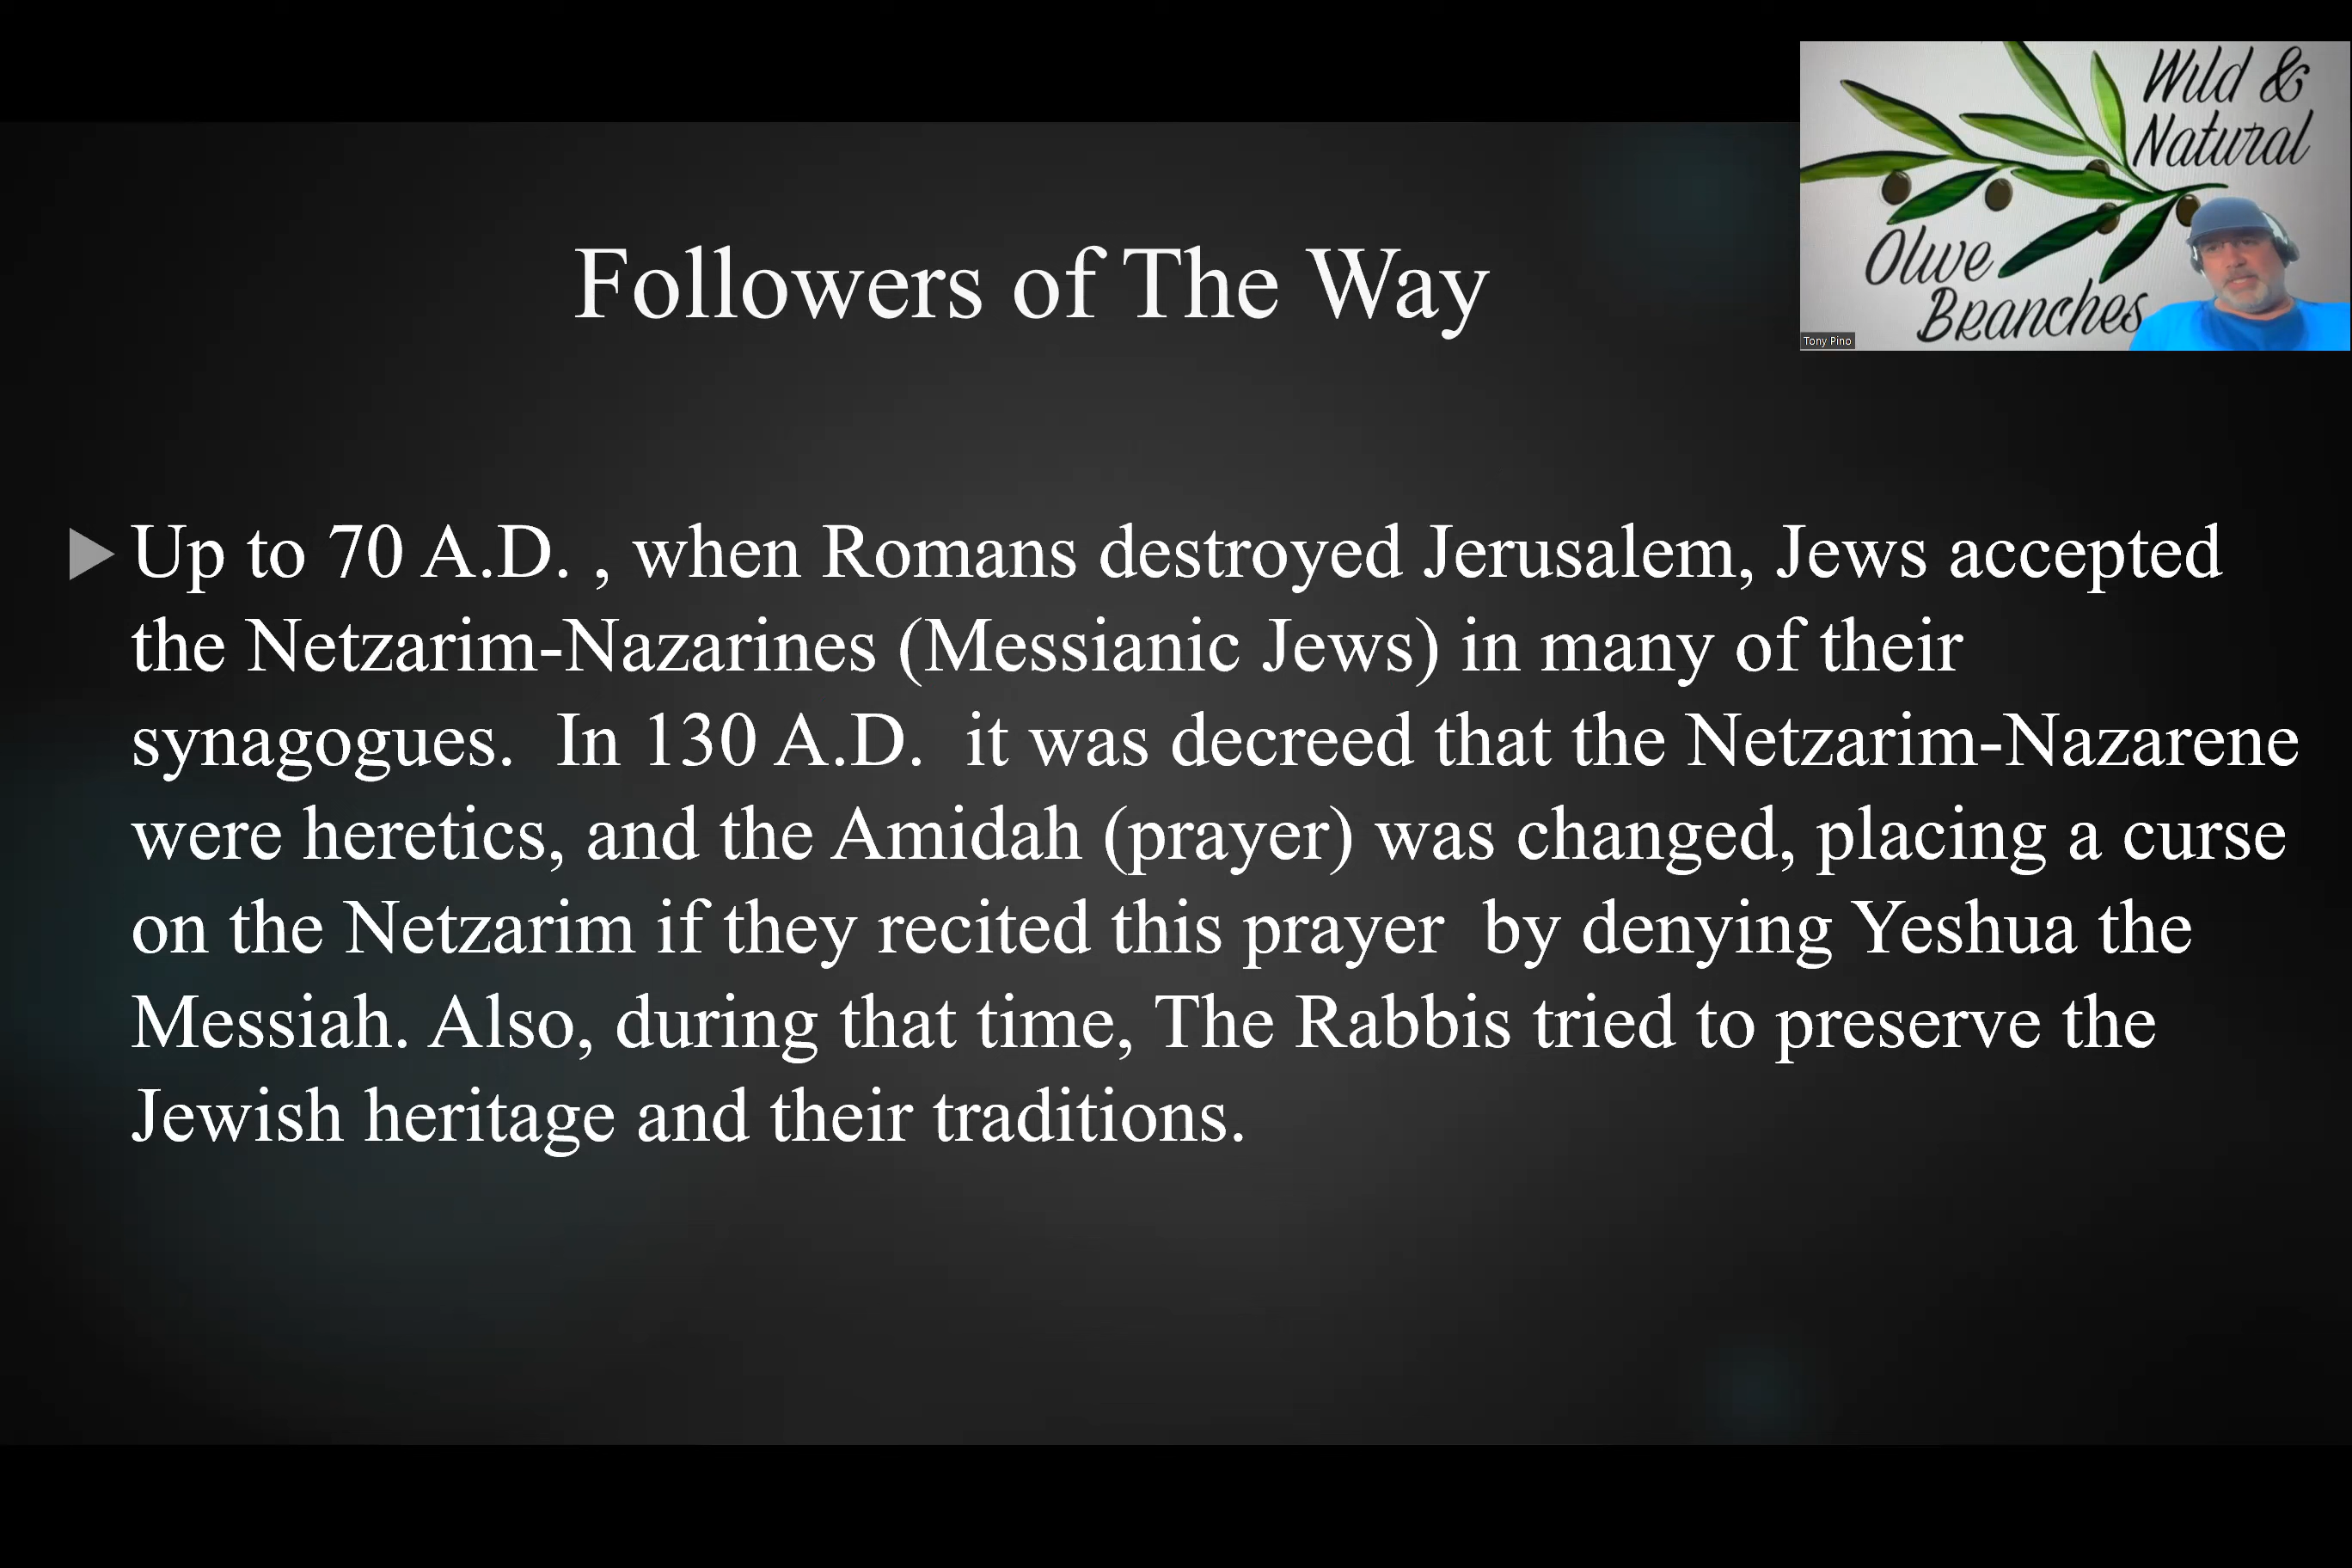 Wild &
Natural
Olive
Branches
Tony Pino
Followers of The Way
Up to 70 A.D. , when Romans destroyed Jerusalem, Jews accepted
the Netzarim-Nazarines (Messianic Jews) in many of their
synagogues.  In 130 A.D.  it was decreed that the Netzarim-Nazarene
were heretics, and the Amidah (prayer) was changed, placing a curse
on the Netzarim if they recited this prayer  by denying Yeshua the
Messiah. Also, during that time, The Rabbis tried to preserve the
Jewish heritage and their traditions.